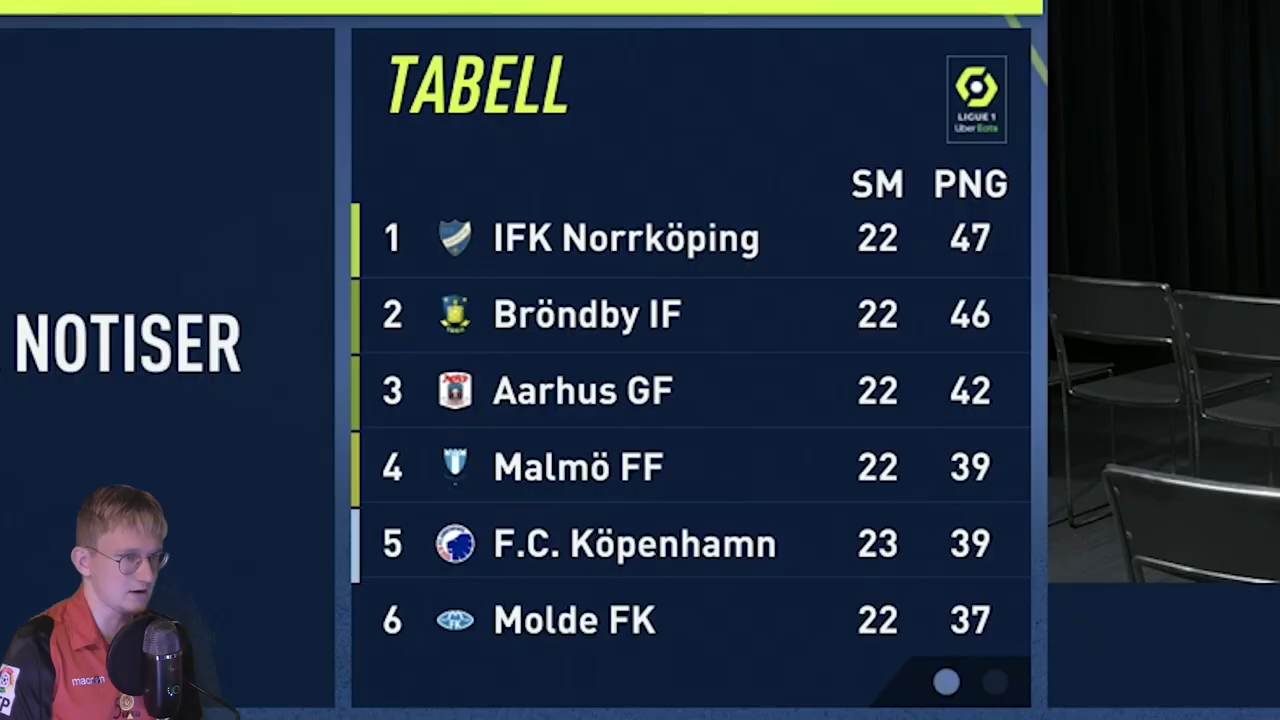 TABELL
LIGUE 1
Uber Eats
SM PNG
1 IFK Norrköping 22 47
2 Bröndby IF 22 46
3 Aarhus GF 22 42
4 Malmö FF 22 39
5 F.C. Köpenhamn 23 39
6 Molde FK 22 37
NOTISER
macron